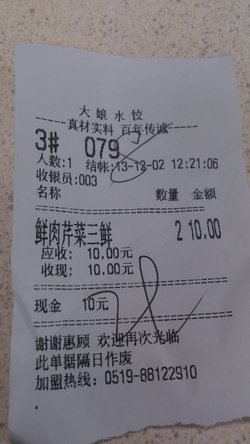 大娘水饺
真材实料 百年传诚
3# 079
人数:1 结帐:13-12-02 12:21:06
收银员:003
名称 数量 金额
鲜肉芹菜三鲜 2 10.00
应收: 10.00元
收现: 10.00元
现金 10元
谢谢惠顾 欢迎再次光临
此单据隔日作废
加盟热线: 0519-88122910